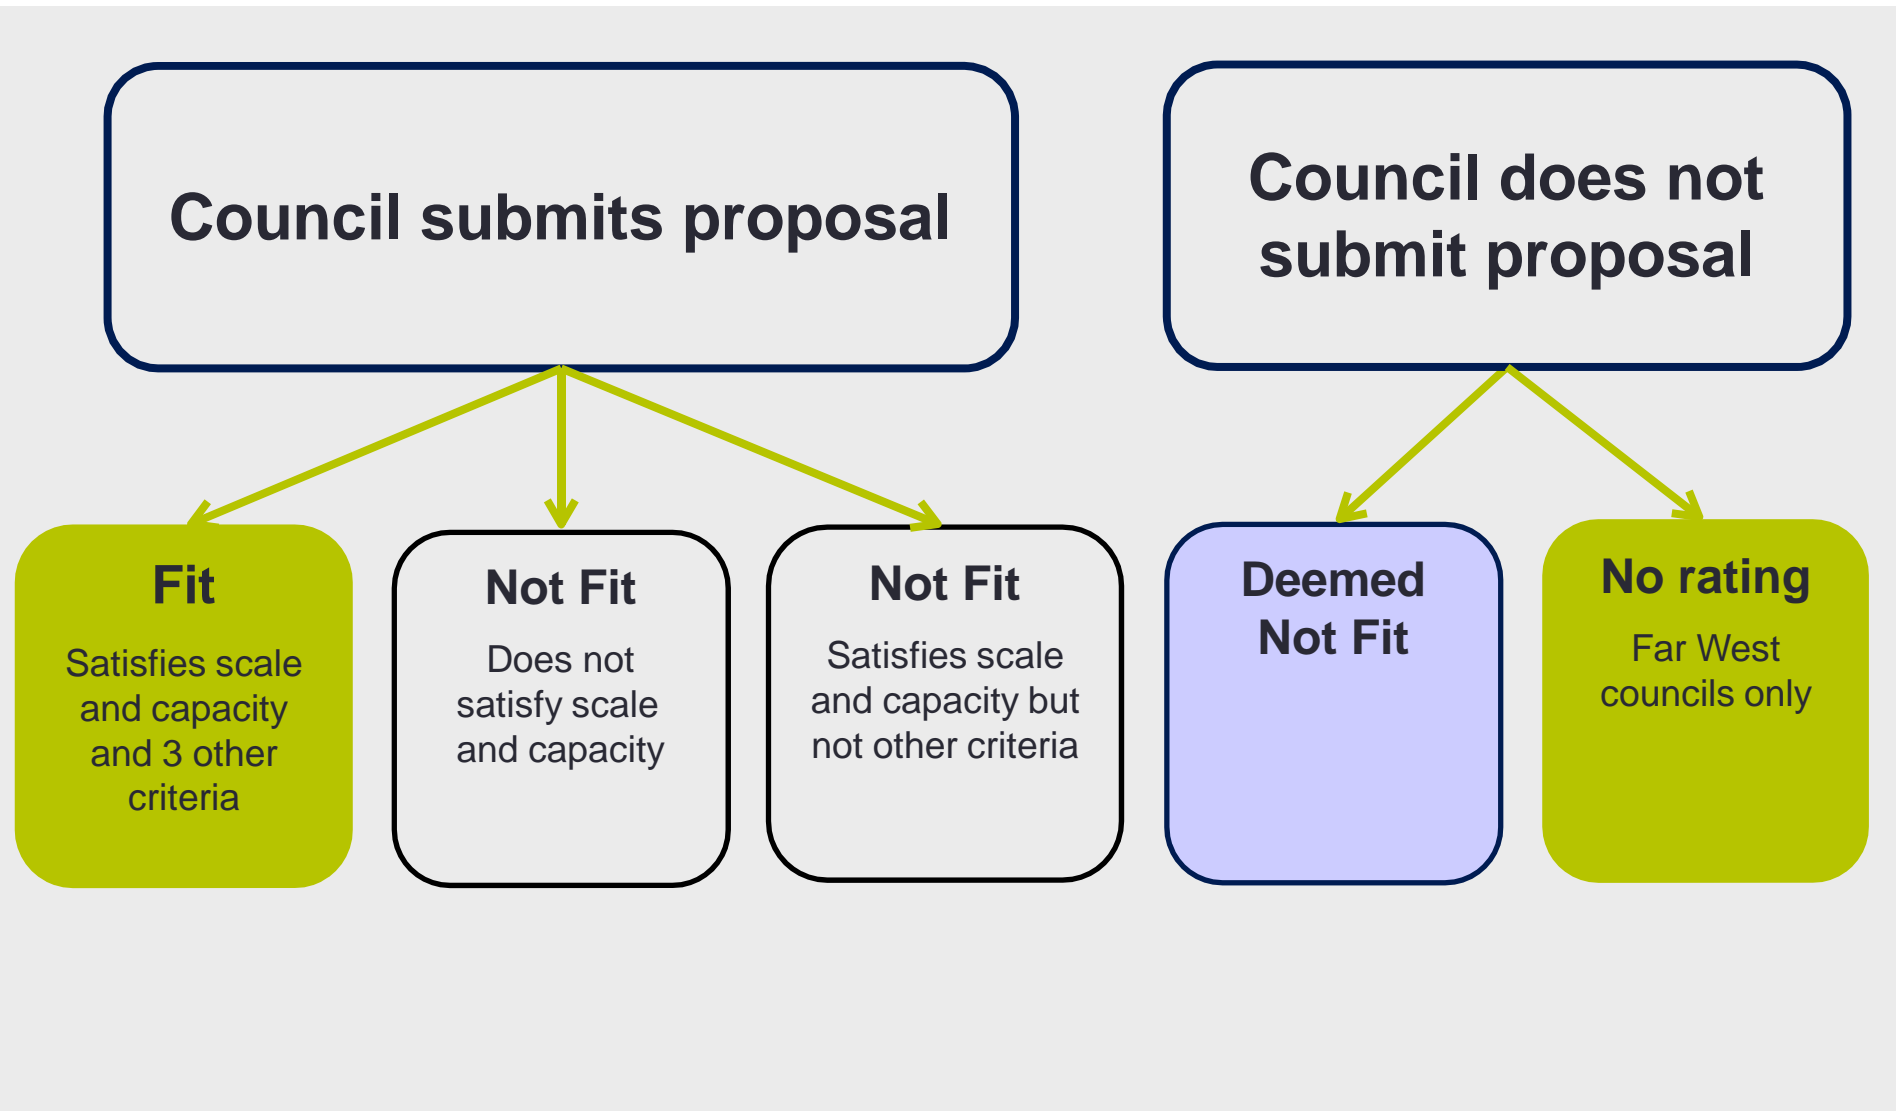 Council submits proposal
Council does not
submit proposal
Fit
Satisfies scale
and capacity
and 3 other
criteria
Not Fit
Does not
satisfy scale
and capacity
Not Fit
Satisfies scale
and capacity but
not other criteria
Deemed
Not Fit
No rating
Far West
councils only